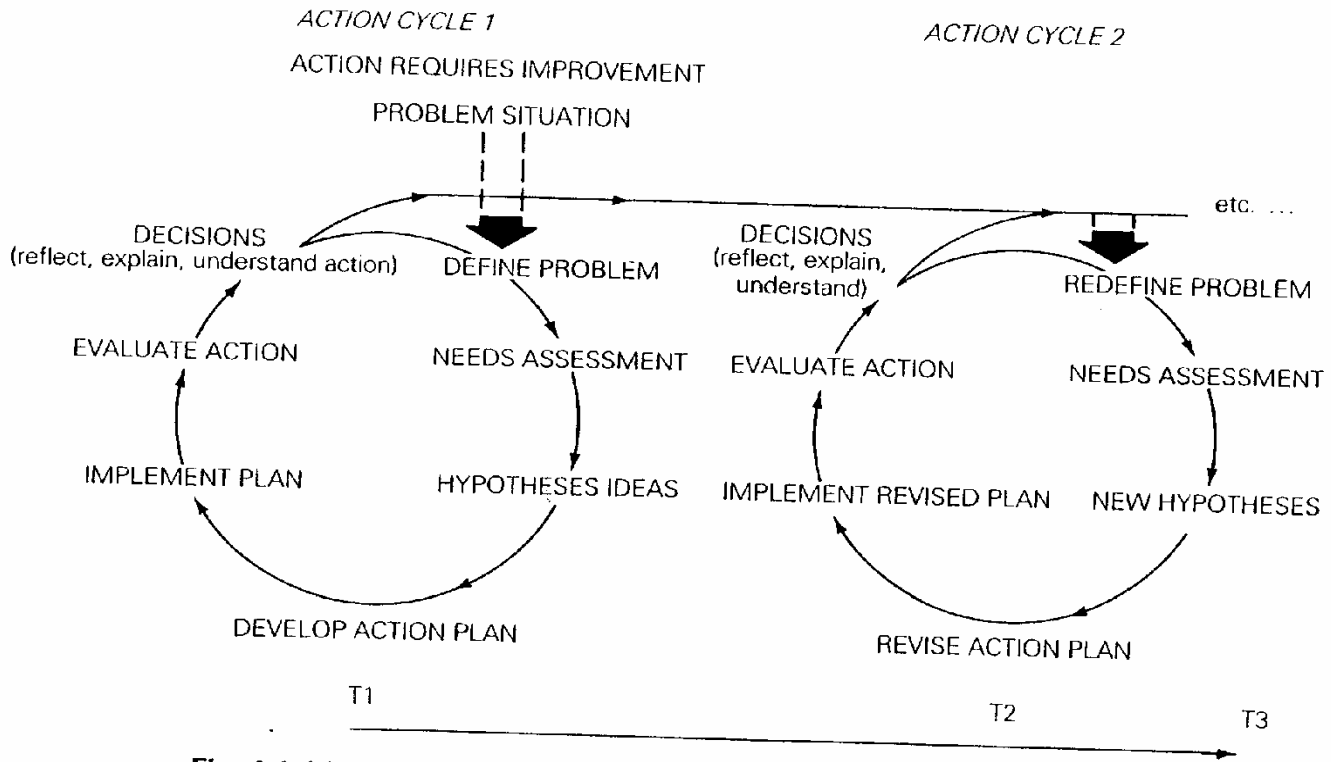 ACTION CYCLE 1
ACTION REQUIRES IMPROVEMENT
PROBLEM SITUATION
DECISIONS
(reflect, explain, understand action)
DEFINE PROBLEM
EVALUATE ACTION
NEEDS ASSESSMENT
IMPLEMENT PLAN
HYPOTHESES IDEAS
DEVELOP ACTION PLAN
ACTION CYCLE 2
etc. ...
DECISIONS
(reflect, explain,
understand)
REDEFINE PROBLEM
EVALUATE ACTION
NEEDS ASSESSMENT
IMPLEMENT REVISED PLAN
NEW HYPOTHESES
REVISE ACTION PLAN
T1
T2
T3